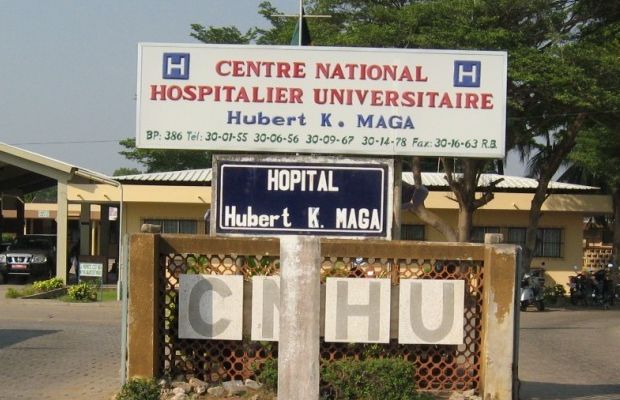 H CENTRE NATIONAL H
HOSPITALIER UNIVERSITAIRE
Hubert K. MAGA
BP: 386 Tél: 30-01-55 30-06-56 30-09-67 30-14-78 Fax: 30-16-63 R.B.
HOPITAL
Hubert K. MAGA
CNHU